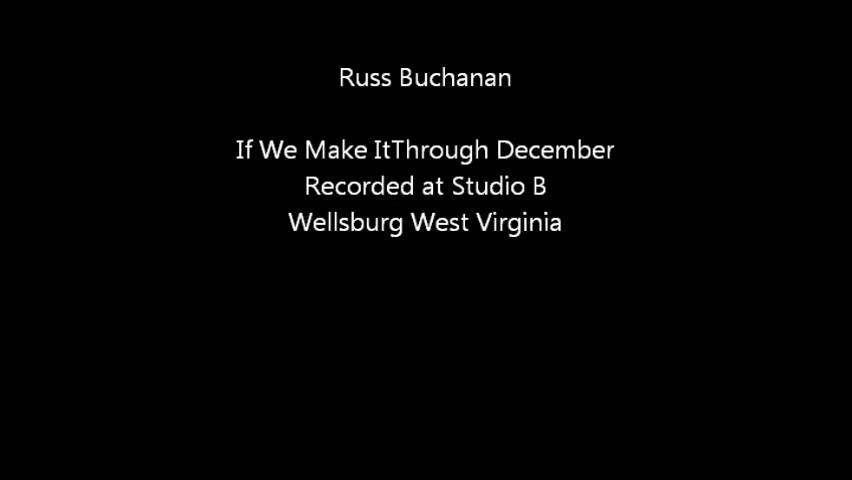 Russ Buchanan
If We Make ItThrough December
Recorded at Studio B
Wellsburg West Virginia